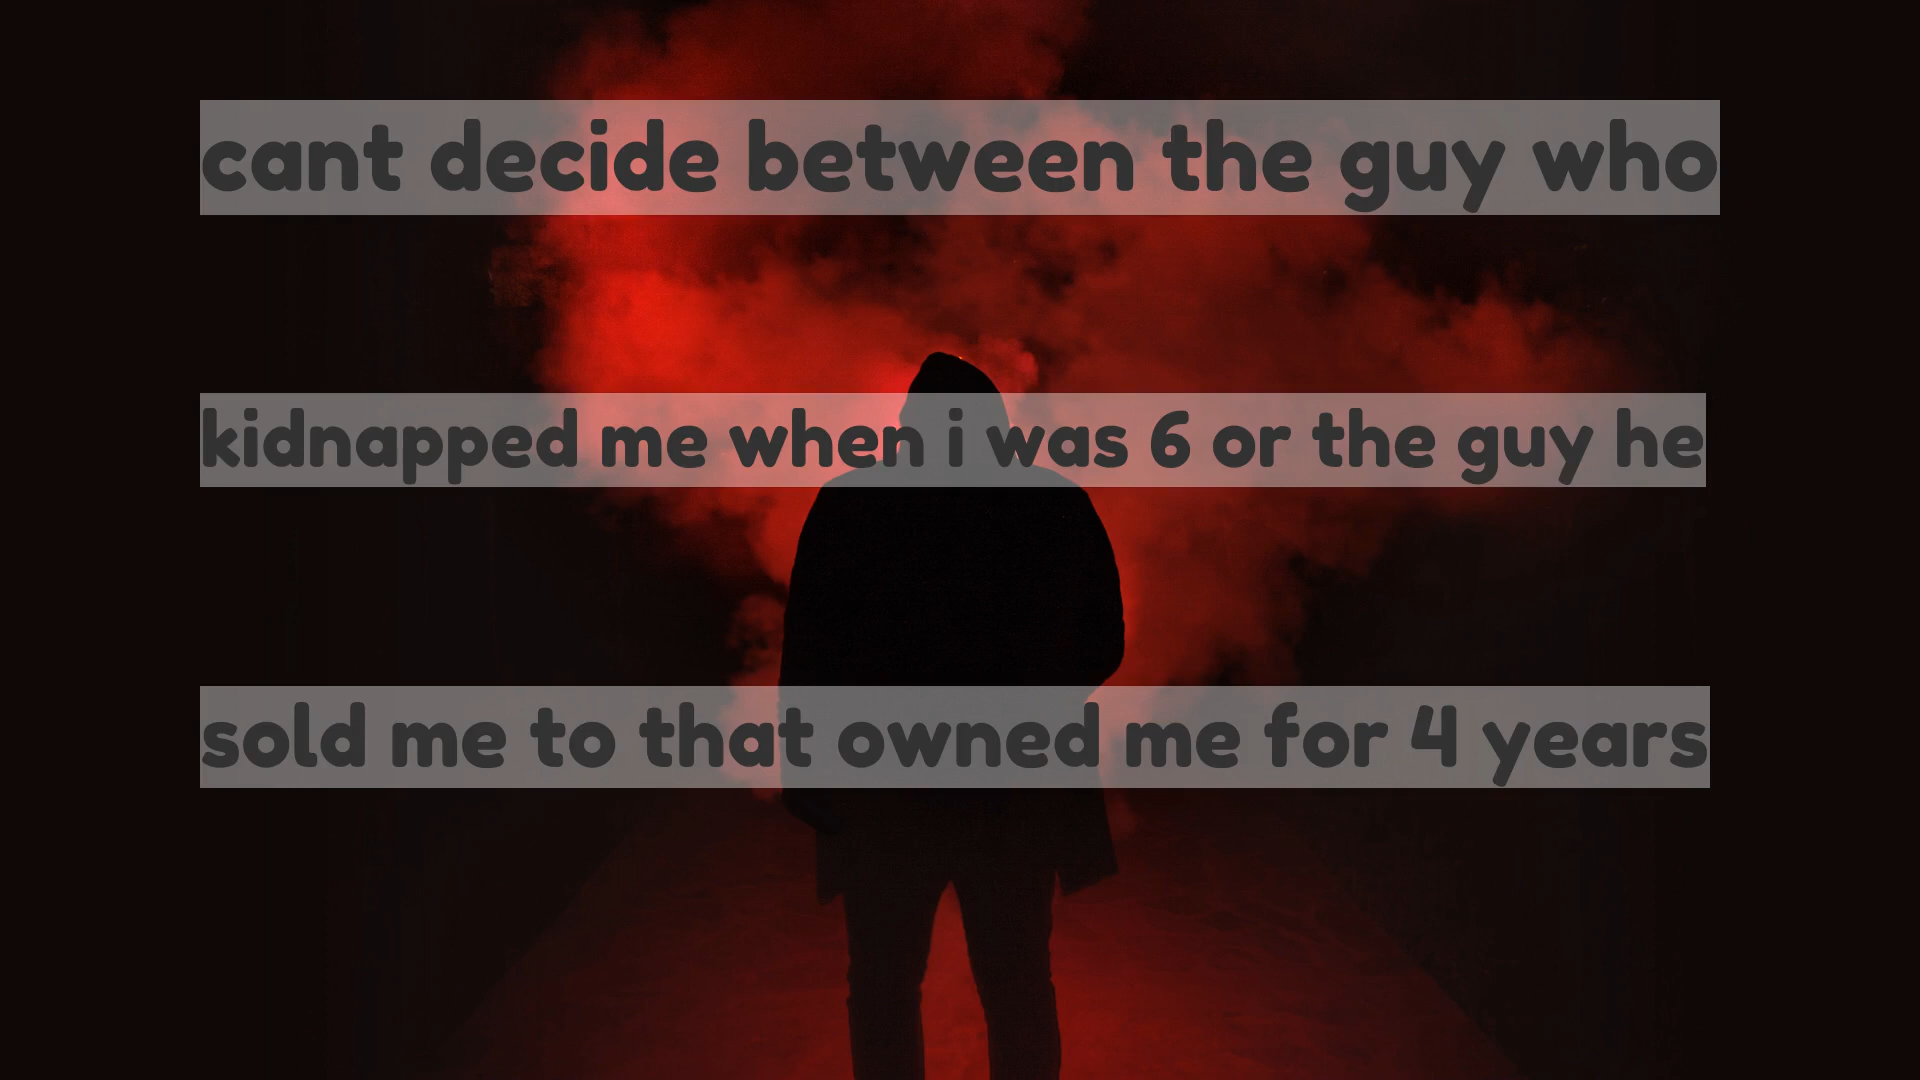 cant decide between the guy who
kidnapped me when i was 6 or the guy he
sold me to that owned me for 4 years